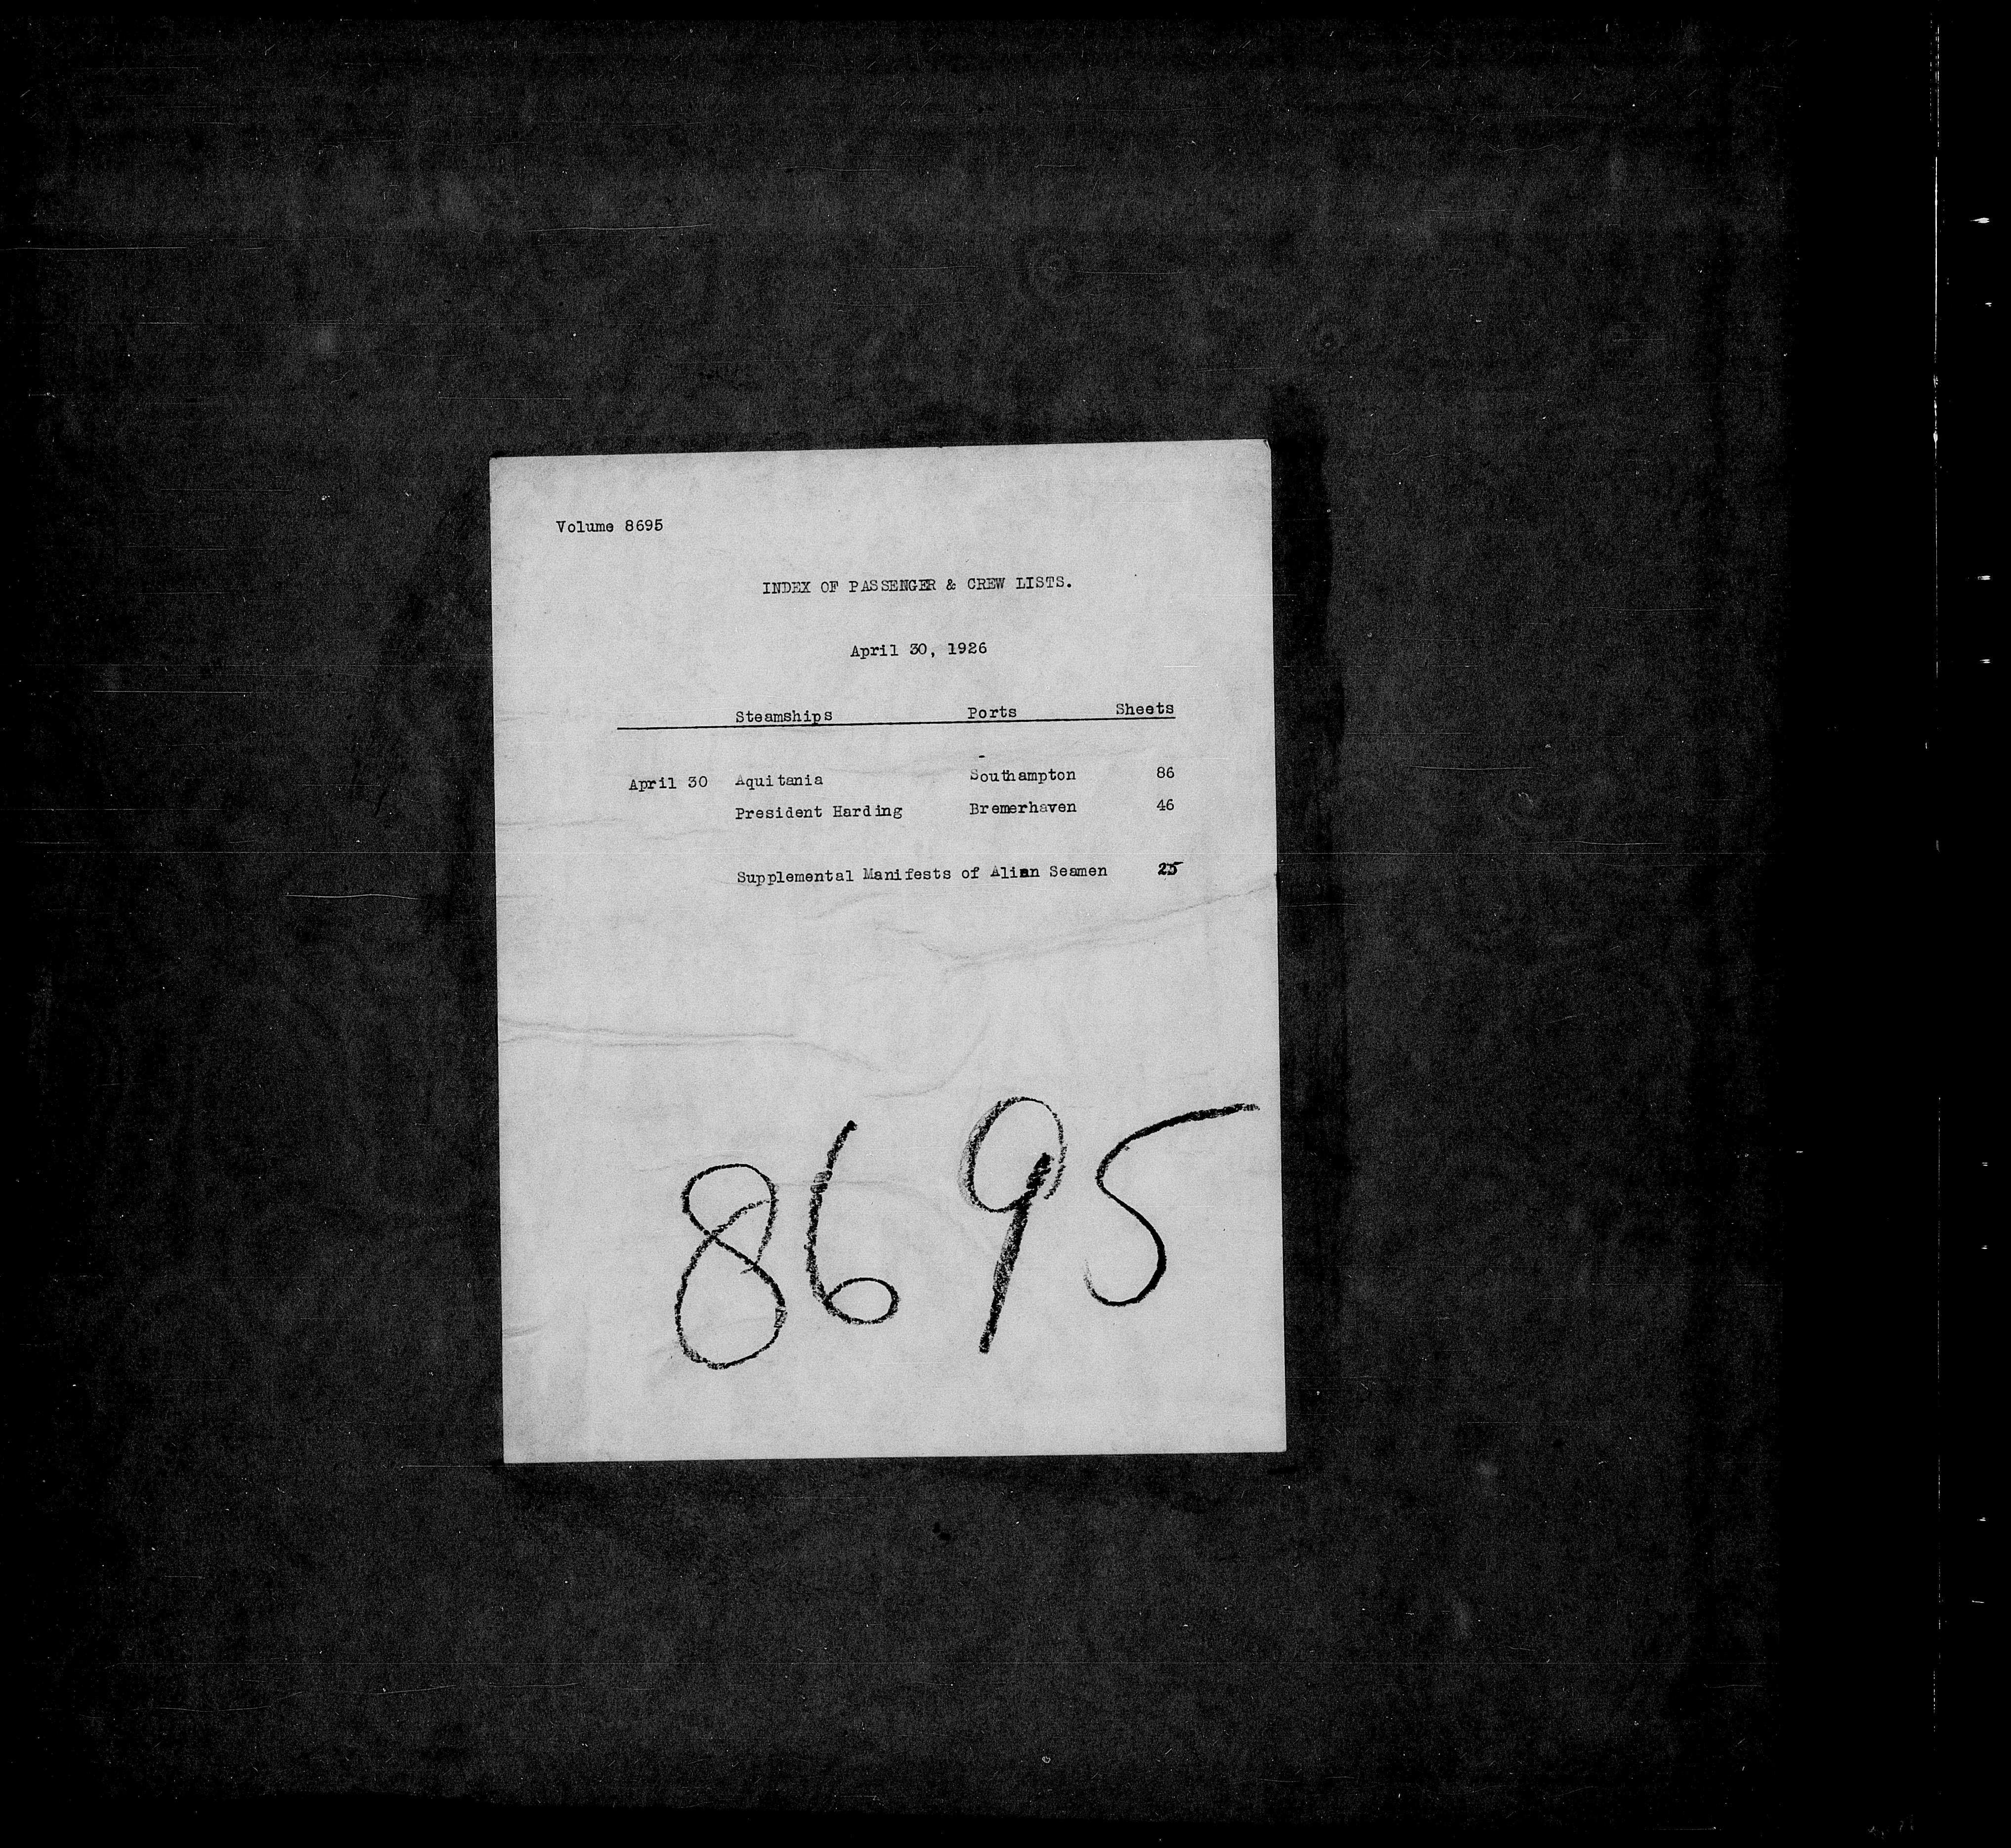 Volume 8695
INDEX OF PASSENGER & CREW LISTS.
April 30, 1926
Steamships Ports Sheets
April 30 Aquitania Southampton 86
President Harding Bremerhaven 46
Supplemental Manifests of Alian Seamen 25
8695